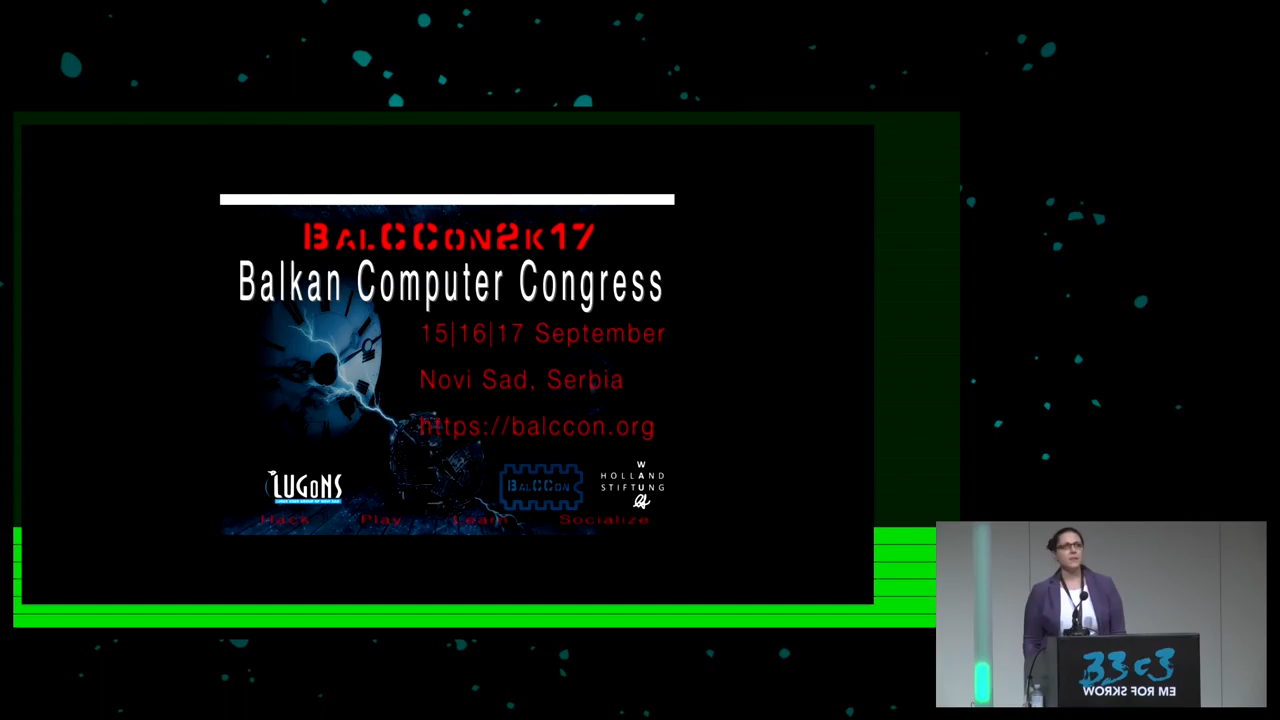 BALCCON2K17
Balkan Computer Congress
15|16|17 September
Novi Sad, Serbia
https://balccon.org
LUGoNS
BALCCON
WAU
HOLLAND
STIFTUNG
Hack Play Learn Socialize
33C3
WORKS FOR ME